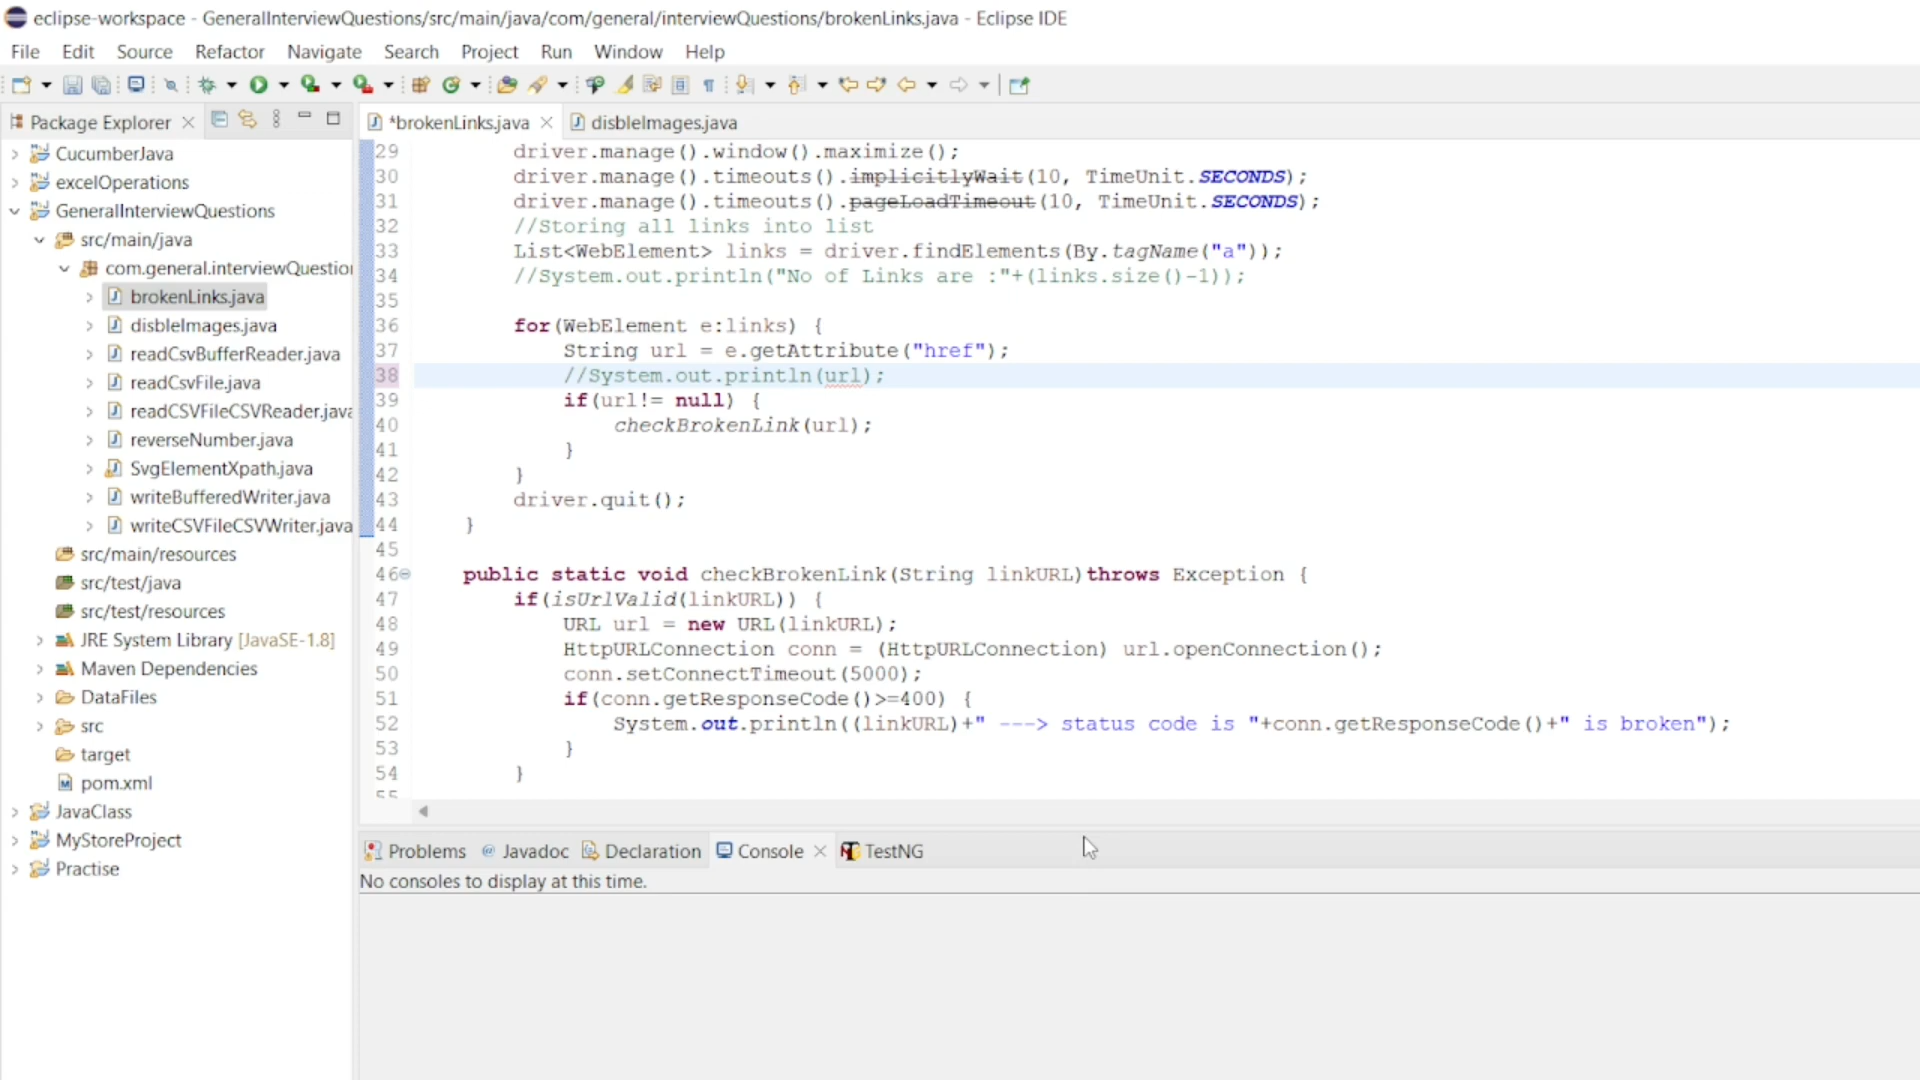 eclipse-workspace - GeneralInterviewQuestions/src/main/java/com/general/interviewQuestions/brokenLinks.java - Eclipse IDE
File Edit Source Refactor Navigate Search Project Run Window Help
Package Explorer
CucumberJava
excelOperations
GeneralInterviewQuestions
src/main/java
com.general.interviewQuestio
brokenLinks.java
disbleImages.java
readCsvBufferReader.java
readCsvFile.java
readCSVFileCSVReader.java
reverseNumber.java
SvgElementXpath.java
writeBufferedWriter.java
writeCSVFileCSVWriter.java
src/main/resources
src/test/java
src/test/resources
JRE System Library [JavaSE-1.8]
Maven Dependencies
DataFiles
src
target
pom.xml
JavaClass
MyStoreProject
Practise
*brokenLinks.java disbleImages.java
29 driver.manage().window().maximize();
30 driver.manage().timeouts().implicitlyWait(10, TimeUnit.SECONDS);
31 driver.manage().timeouts().pageLoadTimeout(10, TimeUnit.SECONDS);
32 //Storing all links into list
33 List<WebElement> links = driver.findElements(By.tagName("a"));
34 //System.out.println("No of Links are :"+(links.size()-1));
35
36 for(WebElement e:links) {
37 String url = e.getAttribute("href");
38 //System.out.println(url);
39 if(url!= null) {
40 checkBrokenLink(url);
41 }
42 }
43 driver.quit();
44 }
45
46 public static void checkBrokenLink(String linkURL)throws Exception {
47 if(isUrlValid(linkURL)) {
48 URL url = new URL(linkURL);
49 HttpURLConnection conn = (HttpURLConnection) url.openConnection();
50 conn.setConnectTimeout(5000);
51 if(conn.getResponseCode()>=400) {
52 System.out.println((linkURL)+" ---> status code is "+conn.getResponseCode()+" is broken");
53 }
54 }
55
Problems Javadoc Declaration Console TestNG
No consoles to display at this time.